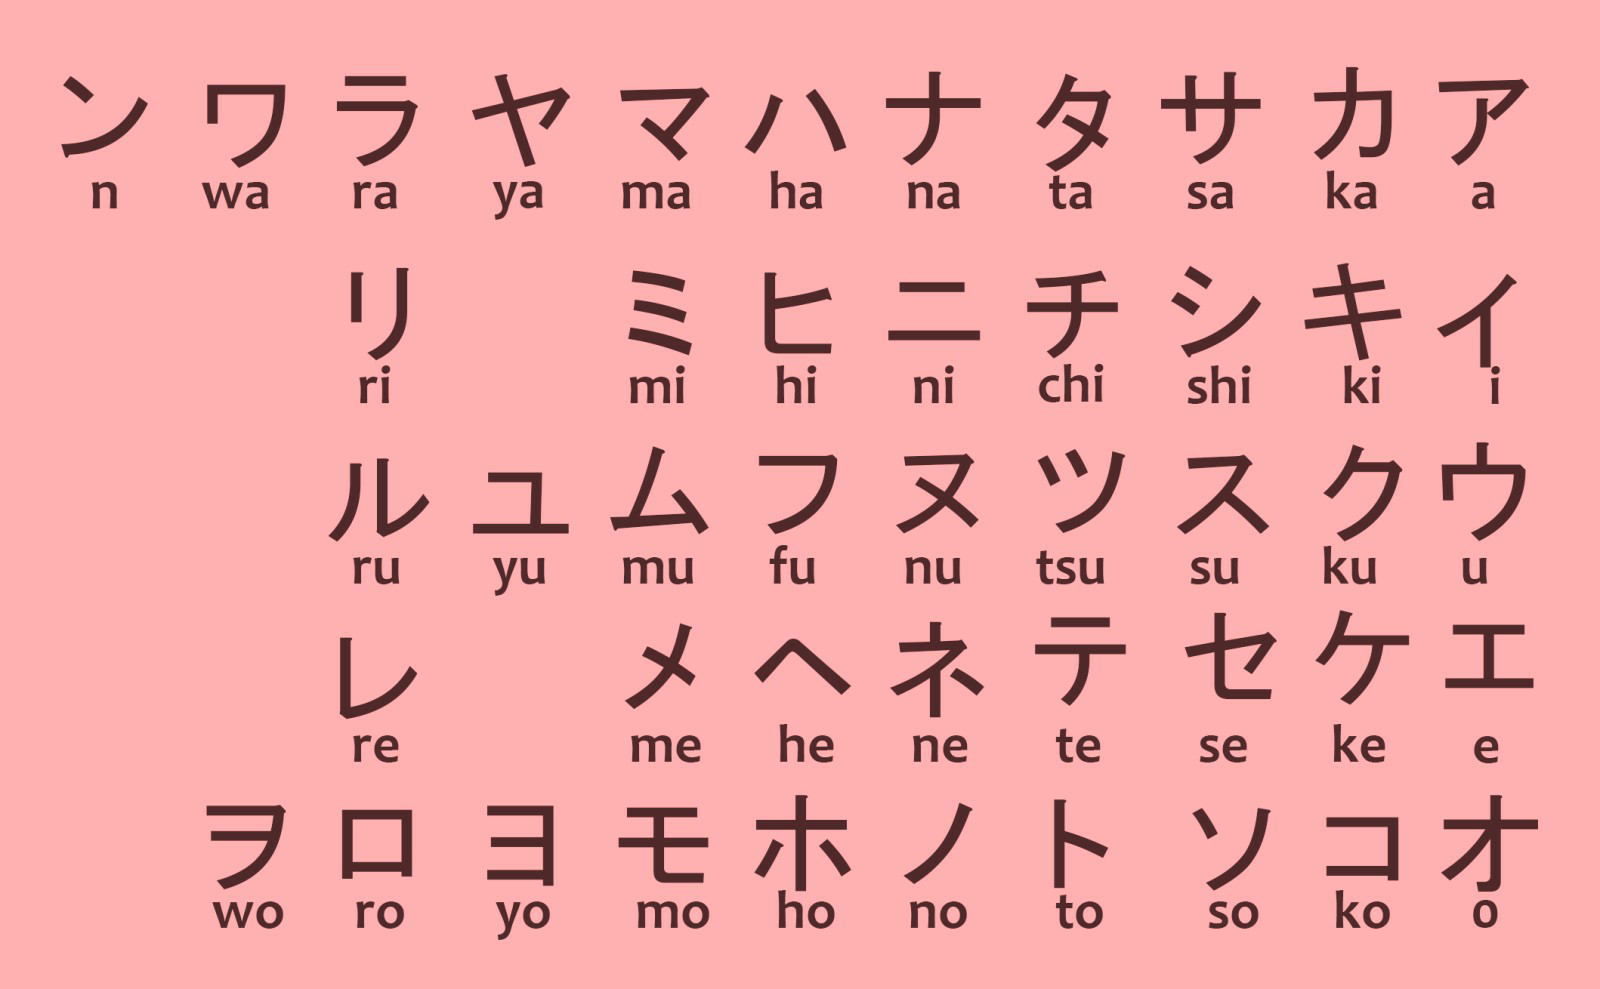 ン ワ ラ ヤ マ ハ ナ タ サ カ ア
n wa ra ya ma ha na ta sa ka a
リ ミ ヒ ニ チ シ キ イ
ri mi hi ni chi shi ki i
ル ユ ム フ ヌ ツ ス ク ウ
ru yu mu fu nu tsu su ku u
レ メ ヘ ネ テ セ ケ エ
re me he ne te se ke e
ヲ ロ ヨ モ ホ ノ ト ソ コ オ
wo ro yo mo ho no to so ko o